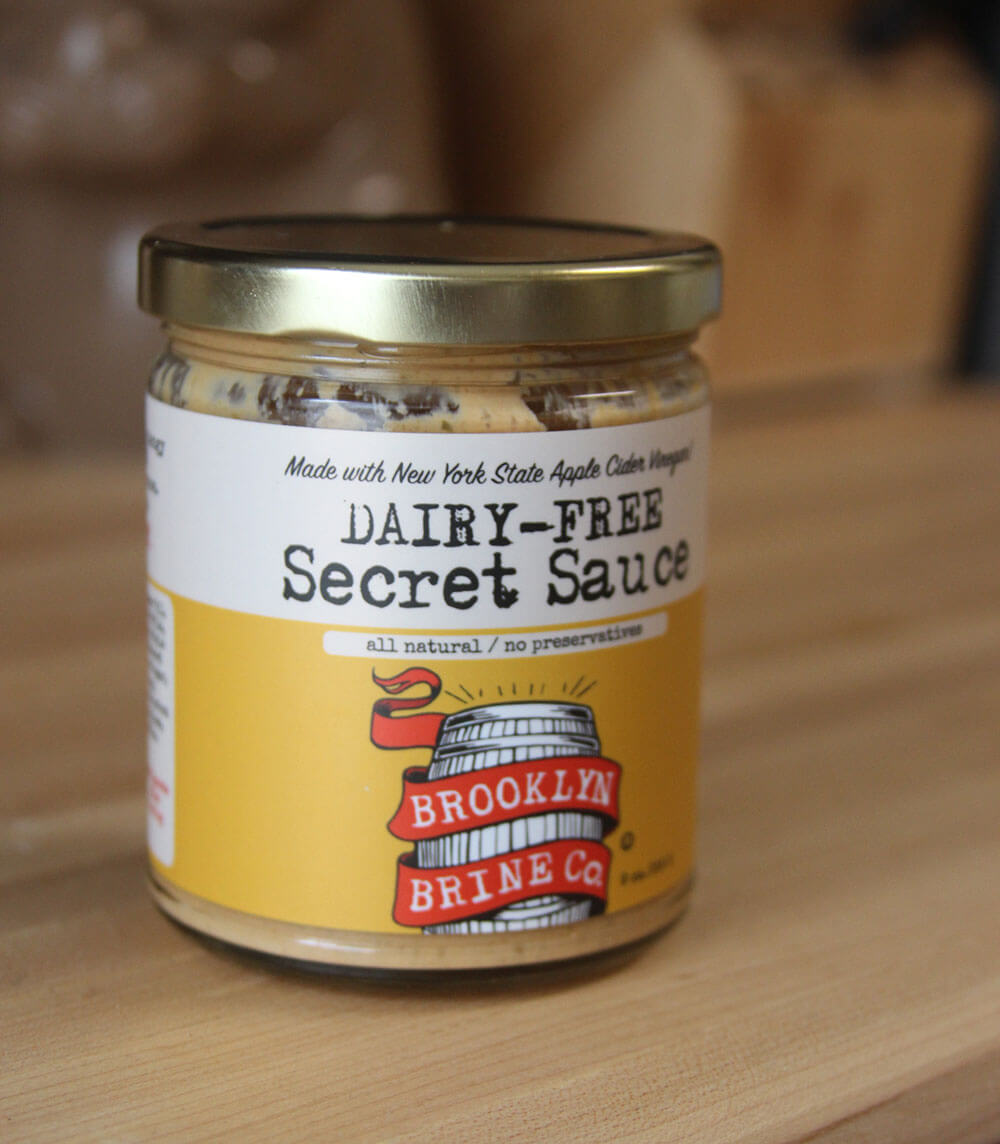 Made with New York State Apple Cider Vinegar!
DAIRY-FREE
Secret Sauce
all natural / no preservatives
BROOKLYN
BRINE Co.